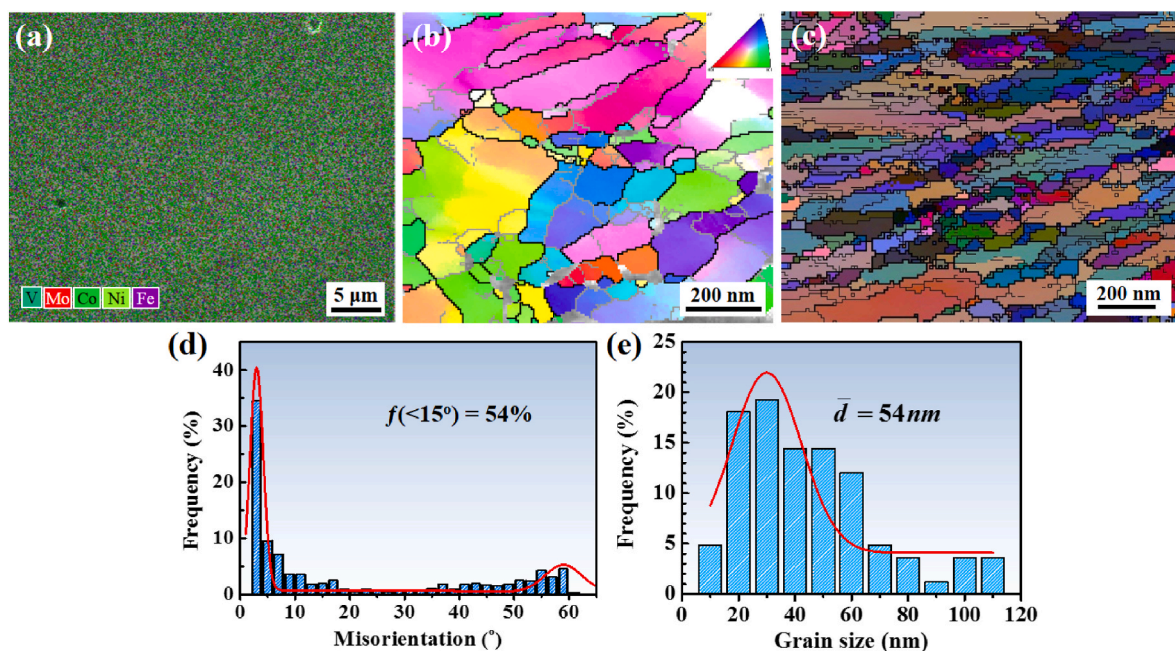 (a)
V Mo Co Ni Fe
5 μm
(b)
200 nm
(c)
200 nm
(d)
40
30
20
10
0
Frequency (%)
f(<15°) = 54%
0 10 20 30 40 50 60
Misorientation (°)
(e)
25
20
15
10
5
0
Frequency (%)
d̅ = 54nm
0 20 40 60 80 100 120
Grain size (nm)